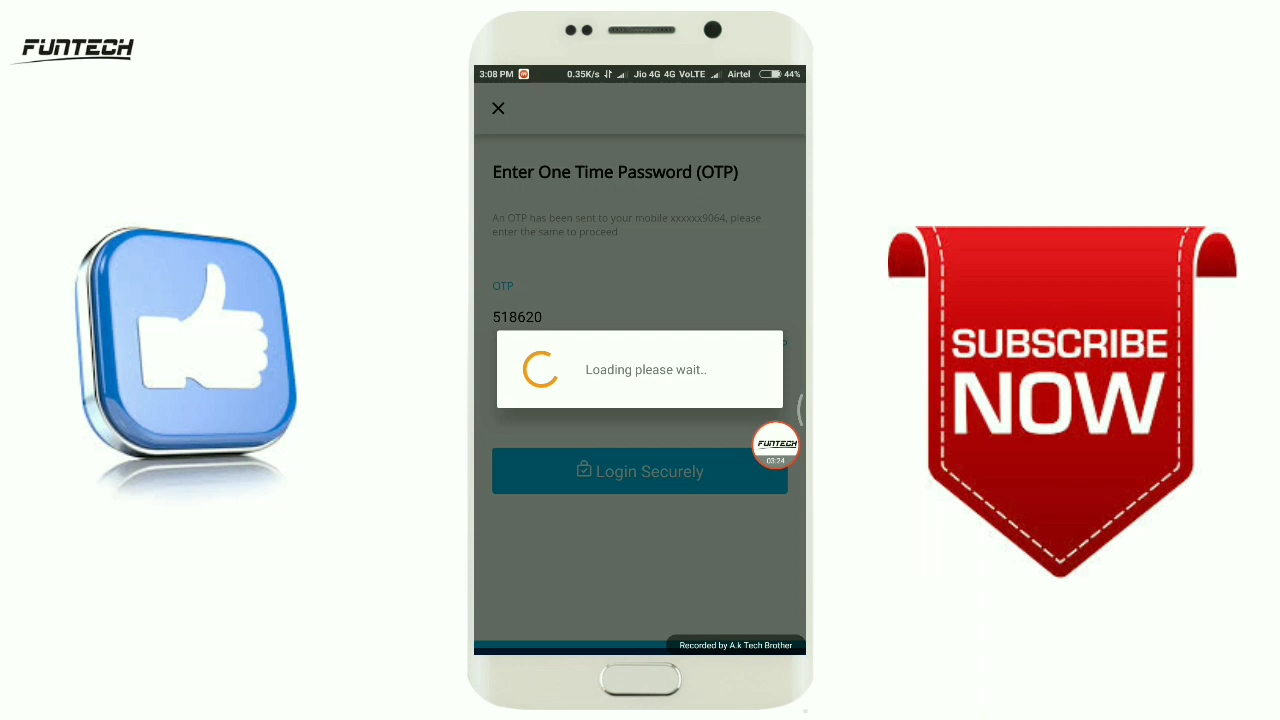 FUNTECH
3:08 PM 0.35K/s Jio 4G 4G VoLTE Airtel 44%
Enter One Time Password (OTP)
An OTP has been sent to your mobile xxxxxx9064, please
enter the same to proceed
OTP
518620
Loading please wait..
FUNTECH
03:24
Login Securely
Recorded by A.k Tech Brother
SUBSCRIBE
NOW